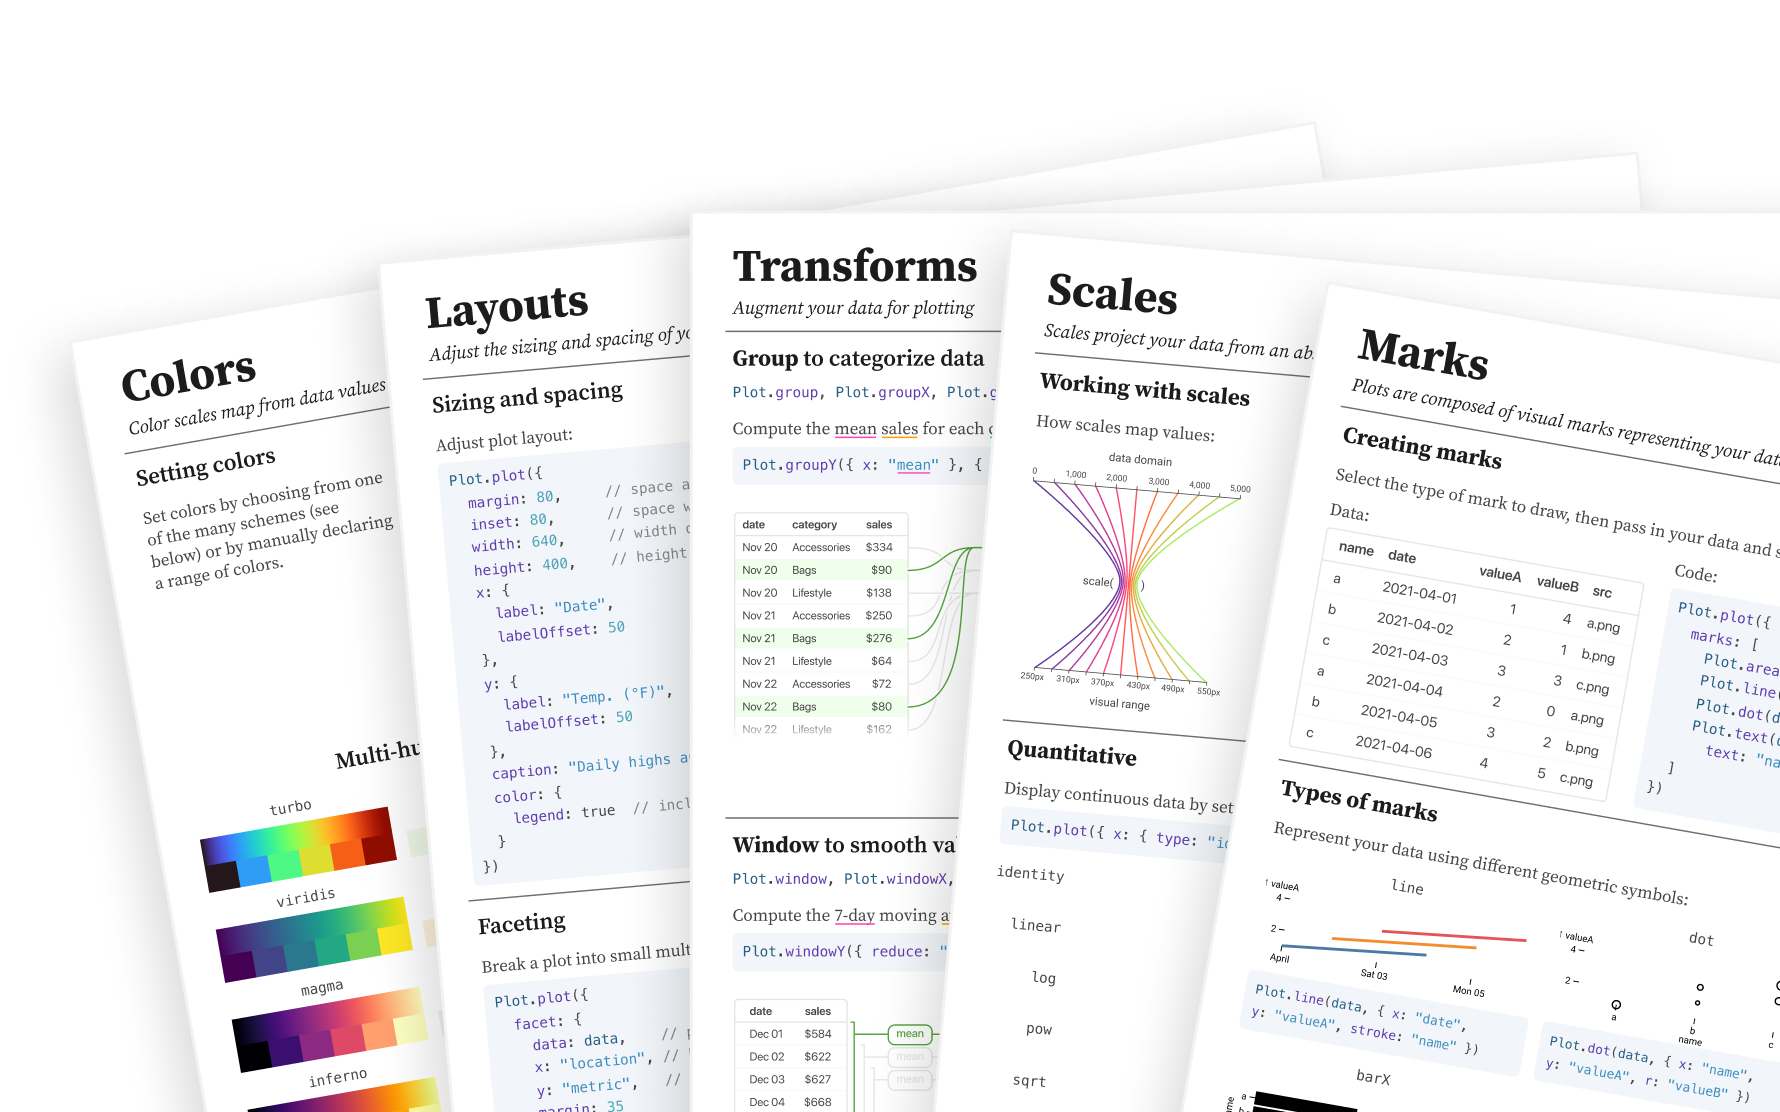 Colors
Color scales map from data values
Setting colors
Set colors by choosing from one
of the many schemes (see
below) or by manually declaring
a range of colors.
turbo
viridis
magma
inferno
Layouts
Adjust the sizing and spacing of
Sizing and spacing
Adjust plot layout:
Plot.plot({
margin: 80, // space
inset: 80, // space
width: 640, // width
height: 400, // height
x: {
label: "Date",
labelOffset: 50
},
y: {
label: "Temp. (°F)",
labelOffset: 50
},
caption: "Daily highs
color: {
legend: true //
}
})
Faceting
Break a plot into small
Plot.plot({
facet: {
data: data, //
x: "location", //
y: "metric", //
margin: 35
Transforms
Augment your data for plotting
Group to categorize data
Plot.group, Plot.groupX,
Compute the mean sales for each
Plot.groupY({ x: "mean" }, {
date category sales
Nov 20 Accessories $334
Nov 20 Bags $90
Nov 20 Lifestyle $138
Nov 21 Accessories $250
Nov 21 Bags $276
Nov 21 Lifestyle $64
Nov 22 Accessories $72
Nov 22 Bags $80
Nov 22 Lifestyle $162
Window to smooth
Plot.window, Plot.windowX,
Compute the 7-day moving
Plot.windowY({ reduce: "
date sales
Dec 01 $584 mean
Dec 02 $622 mean
Dec 03 $627 mean
Dec 04 $668
Scales
Scales project your data from an
Working with scales
How scales map values:
data domain
0 1,000 2,000 3,000 4,000 5,000
scale( )
250px 310px 370px 430px 490px 550px
visual range
Quantitative
Display continuous data by
Plot.plot({ x: { type:
identity
linear
log
pow
sqrt
Marks
Plots are composed of visual marks representing your
Creating marks
Select the type of mark to draw, then pass in your data and
Data:
name date valueA valueB src
a 2021-04-01 1 4 a.png
b 2021-04-02 2 1 b.png
c 2021-04-03 3 3 c.png
a 2021-04-04 2 0 a.png
b 2021-04-05 3 2 b.png
c 2021-04-06 4 5 c.png
Code:
Plot.plot({
marks: [
Plot.area
Plot.line(
Plot.dot(
Plot.text(
text:
]
})
Types of marks
Represent your data using different geometric symbols:
line
↑ valueA
4
2
April Sat 03 Mon 05
Plot.line(data, { x: "date",
y: "valueA", stroke: "name" })
dot
↑ valueA
4
2
a b c
name
Plot.dot(data, { x: "name",
y: "valueA", r: "valueB" })
barX
a
b